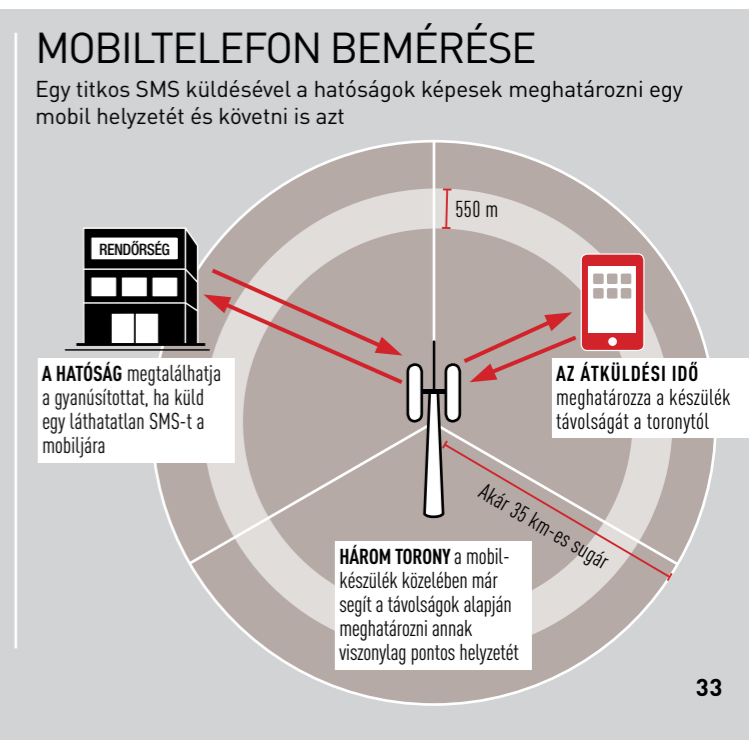 MOBILTELEFON BEMÉRÉSE
Egy titkos SMS küldésével a hatóságok képesek meghatározni egy
mobil helyzetét és követni is azt
550 m
RENDŐRSÉG
A HATÓSÁG megtalálhatja
a gyanúsítottat, ha küld
egy láthatatlan SMS-t a
mobiljára
AZ ÁTKÜLDÉSI IDŐ
meghatározza a készülék
távolságát a toronytól
Akár 35 km-es sugár
HÁROM TORONY a mobil-
készülék közelében már
segít a távolságok alapján
meghatározni annak
viszonylag pontos helyzetét
33